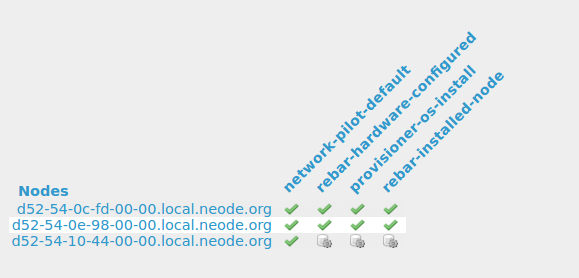 network-pilot-default
rebar-hardware-configured
provisioner-os-install
rebar-installed-node
Nodes
d52-54-0c-fd-00-00.local.neode.org
d52-54-0e-98-00-00.local.neode.org
d52-54-10-44-00-00.local.neode.org